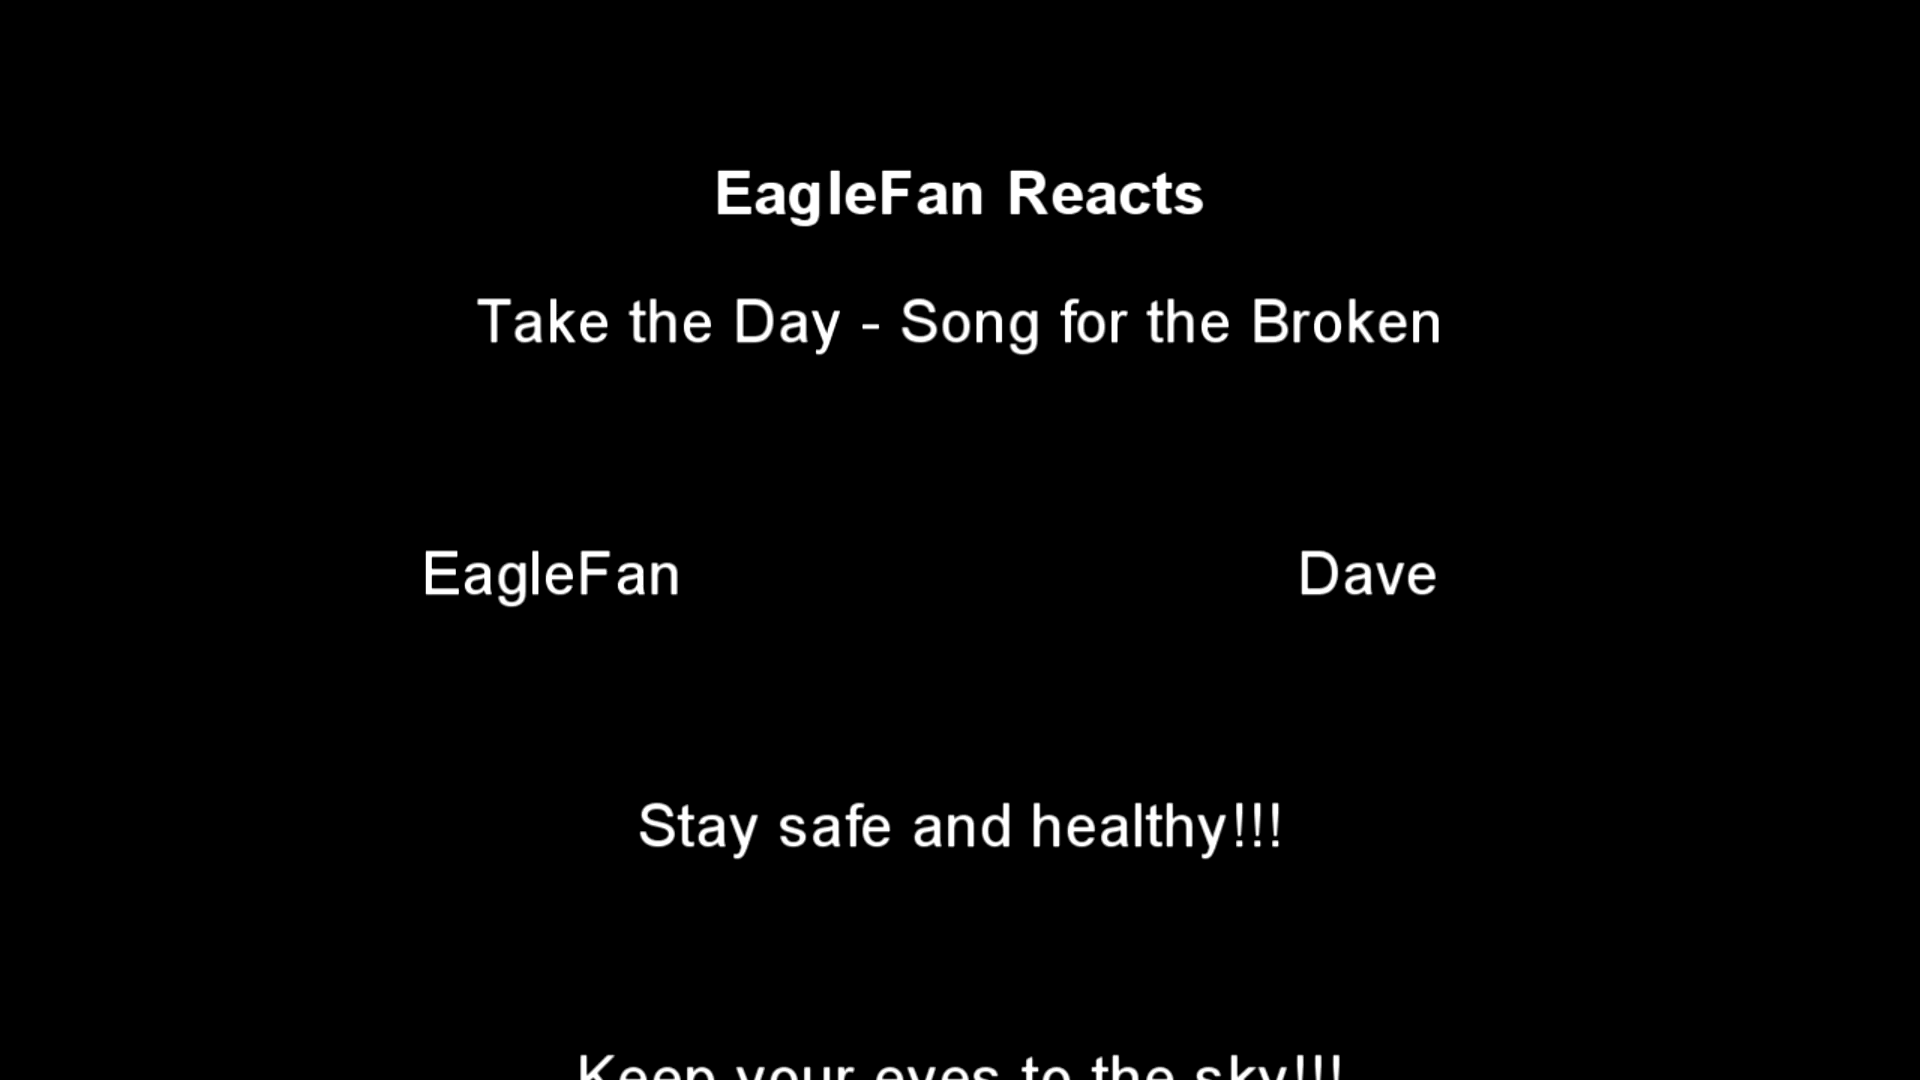 EagleFan Reacts
Take the Day - Song for the Broken
EagleFan Dave
Stay safe and healthy!!!
Keep your eyes to the sky!!!